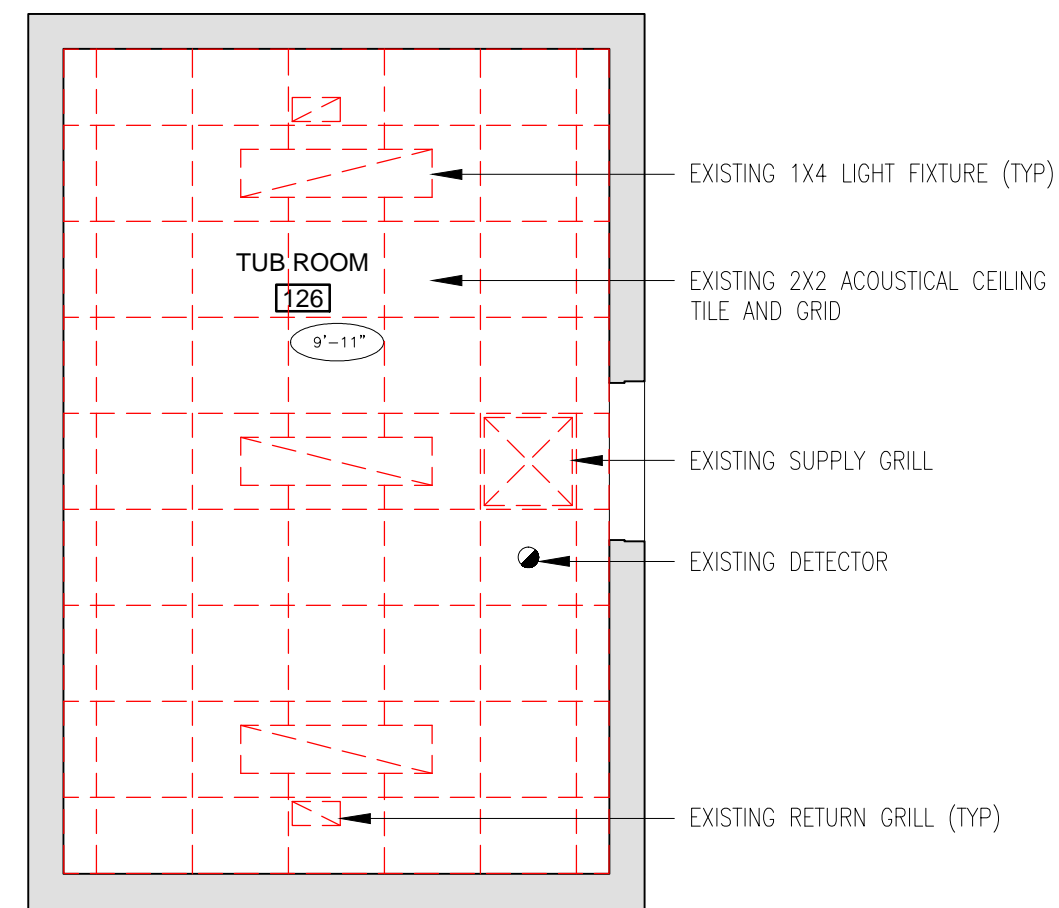 EXISTING 1X4 LIGHT FIXTURE (TYP)
TUB ROOM
126
EXISTING 2X2 ACOUSTICAL CEILING
TILE AND GRID
9'-11"
EXISTING SUPPLY GRILL
EXISTING DETECTOR
EXISTING RETURN GRILL (TYP)